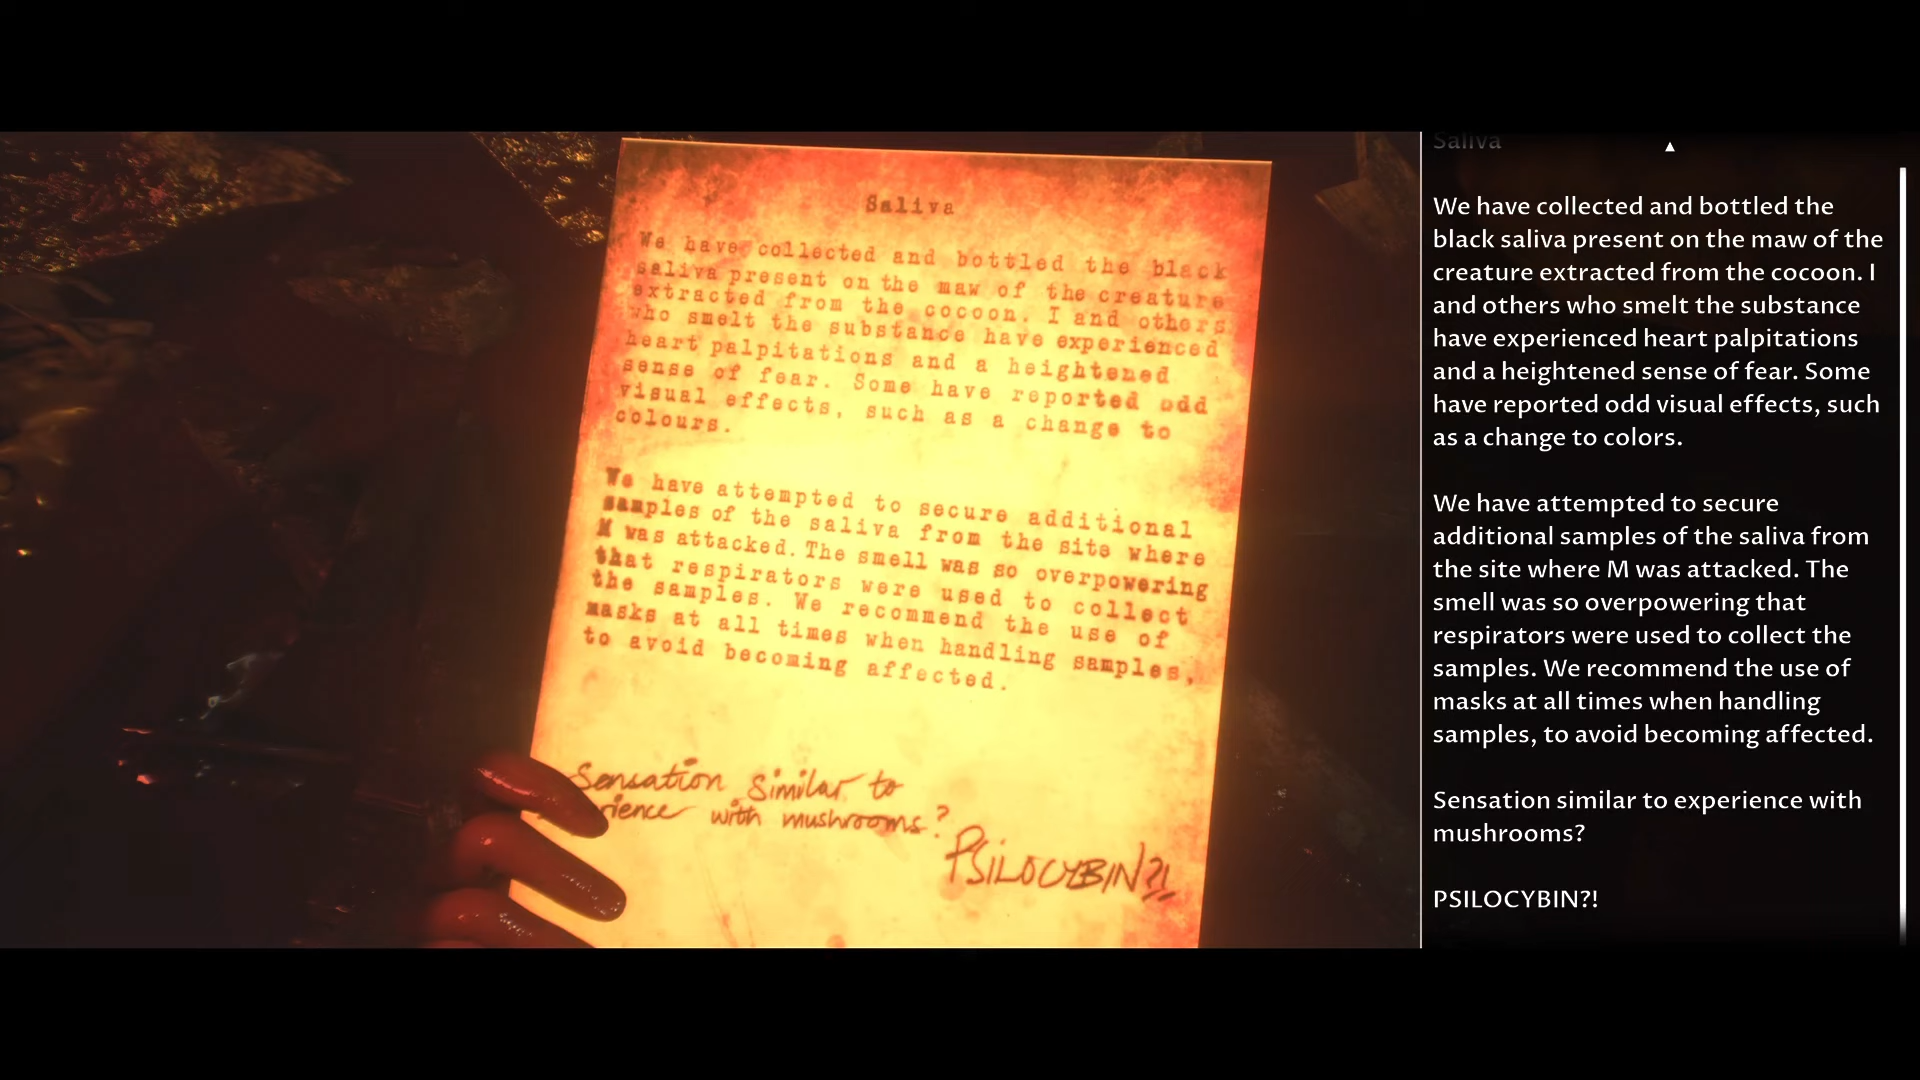 Saliva
We have collected and bottled the black
saliva present on the maw of the creature
extracted from the cocoon. I and others
who smelt the substance have experienced
heart palpitations and a heightened
sense of fear. Some have reported odd
visual effects, such as a change to
colours.
We have attempted to secure additional
samples of the saliva from the site where
M was attacked. The smell was so overpowering
that respirators were used to collect
the samples. We recommend the use of
masks at all times when handling samples,
to avoid becoming affected.
Sensation similar to
rience with mushrooms?
PSILOCYBIN?!
Saliva
We have collected and bottled the
black saliva present on the maw of the
creature extracted from the cocoon. I
and others who smelt the substance
have experienced heart palpitations
and a heightened sense of fear. Some
have reported odd visual effects, such
as a change to colors.
We have attempted to secure
additional samples of the saliva from
the site where M was attacked. The
smell was so overpowering that
respirators were used to collect the
samples. We recommend the use of
masks at all times when handling
samples, to avoid becoming affected.
Sensation similar to experience with
mushrooms?
PSILOCYBIN?!